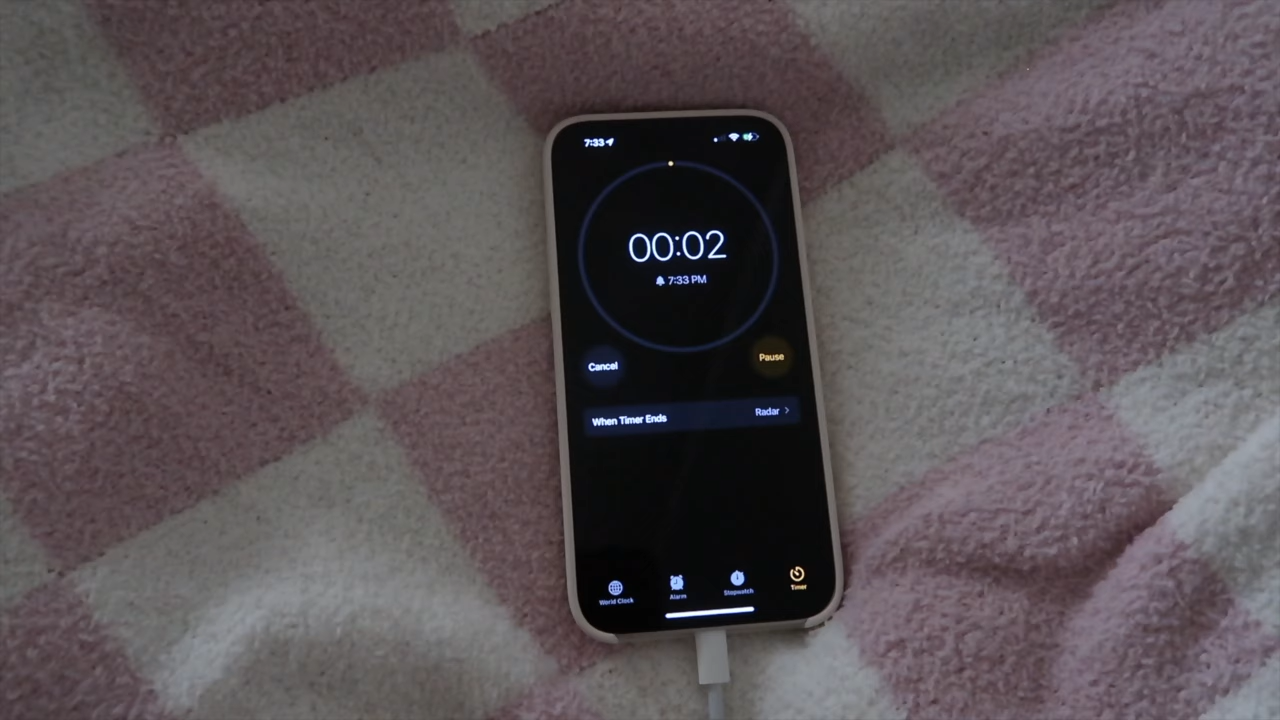 7:33
00:02
7:33 PM
Cancel
Pause
When Timer Ends
Radar
World Clock
Alarm
Stopwatch
Timer